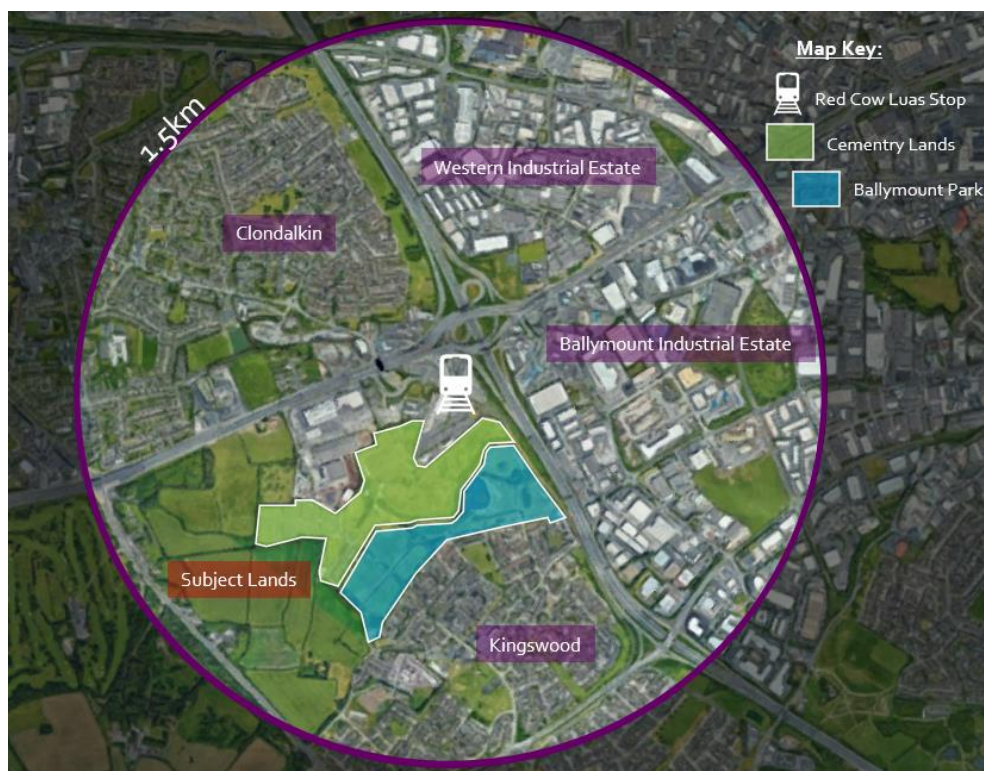 Map Key:
Red Cow Luas Stop
Cementry Lands
Ballymount Park
1.5km
Western Industrial Estate
Clondalkin
Ballymount Industrial Estate
Subject Lands
Kingswood